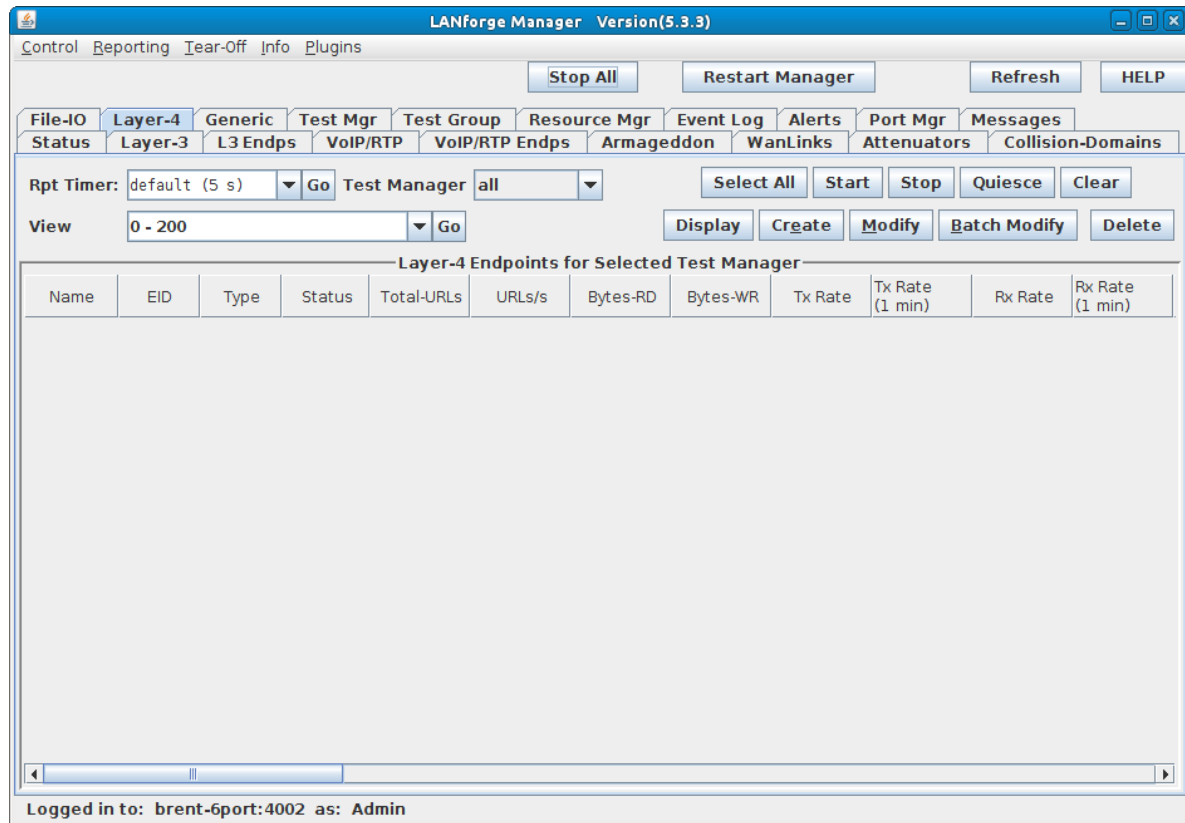 LANforge Manager Version(5.3.3)
Control Reporting Tear-Off Info Plugins
Stop All Restart Manager Refresh HELP
File-IO Layer-4 Generic Test Mgr Test Group Resource Mgr Event Log Alerts Port Mgr Messages
Status Layer-3 L3 Endps VoIP/RTP VoIP/RTP Endps Armageddon WanLinks Attenuators Collision-Domains
Rpt Timer: default (5 s) Go Test Manager all Select All Start Stop Quiesce Clear
View 0 - 200 Go Display Create Modify Batch Modify Delete
Layer-4 Endpoints for Selected Test Manager
Name EID Type Status Total-URLs URLs/s Bytes-RD Bytes-WR Tx Rate Tx Rate (1 min) Rx Rate Rx Rate (1 min)
Logged in to: brent-6port:4002 as: Admin